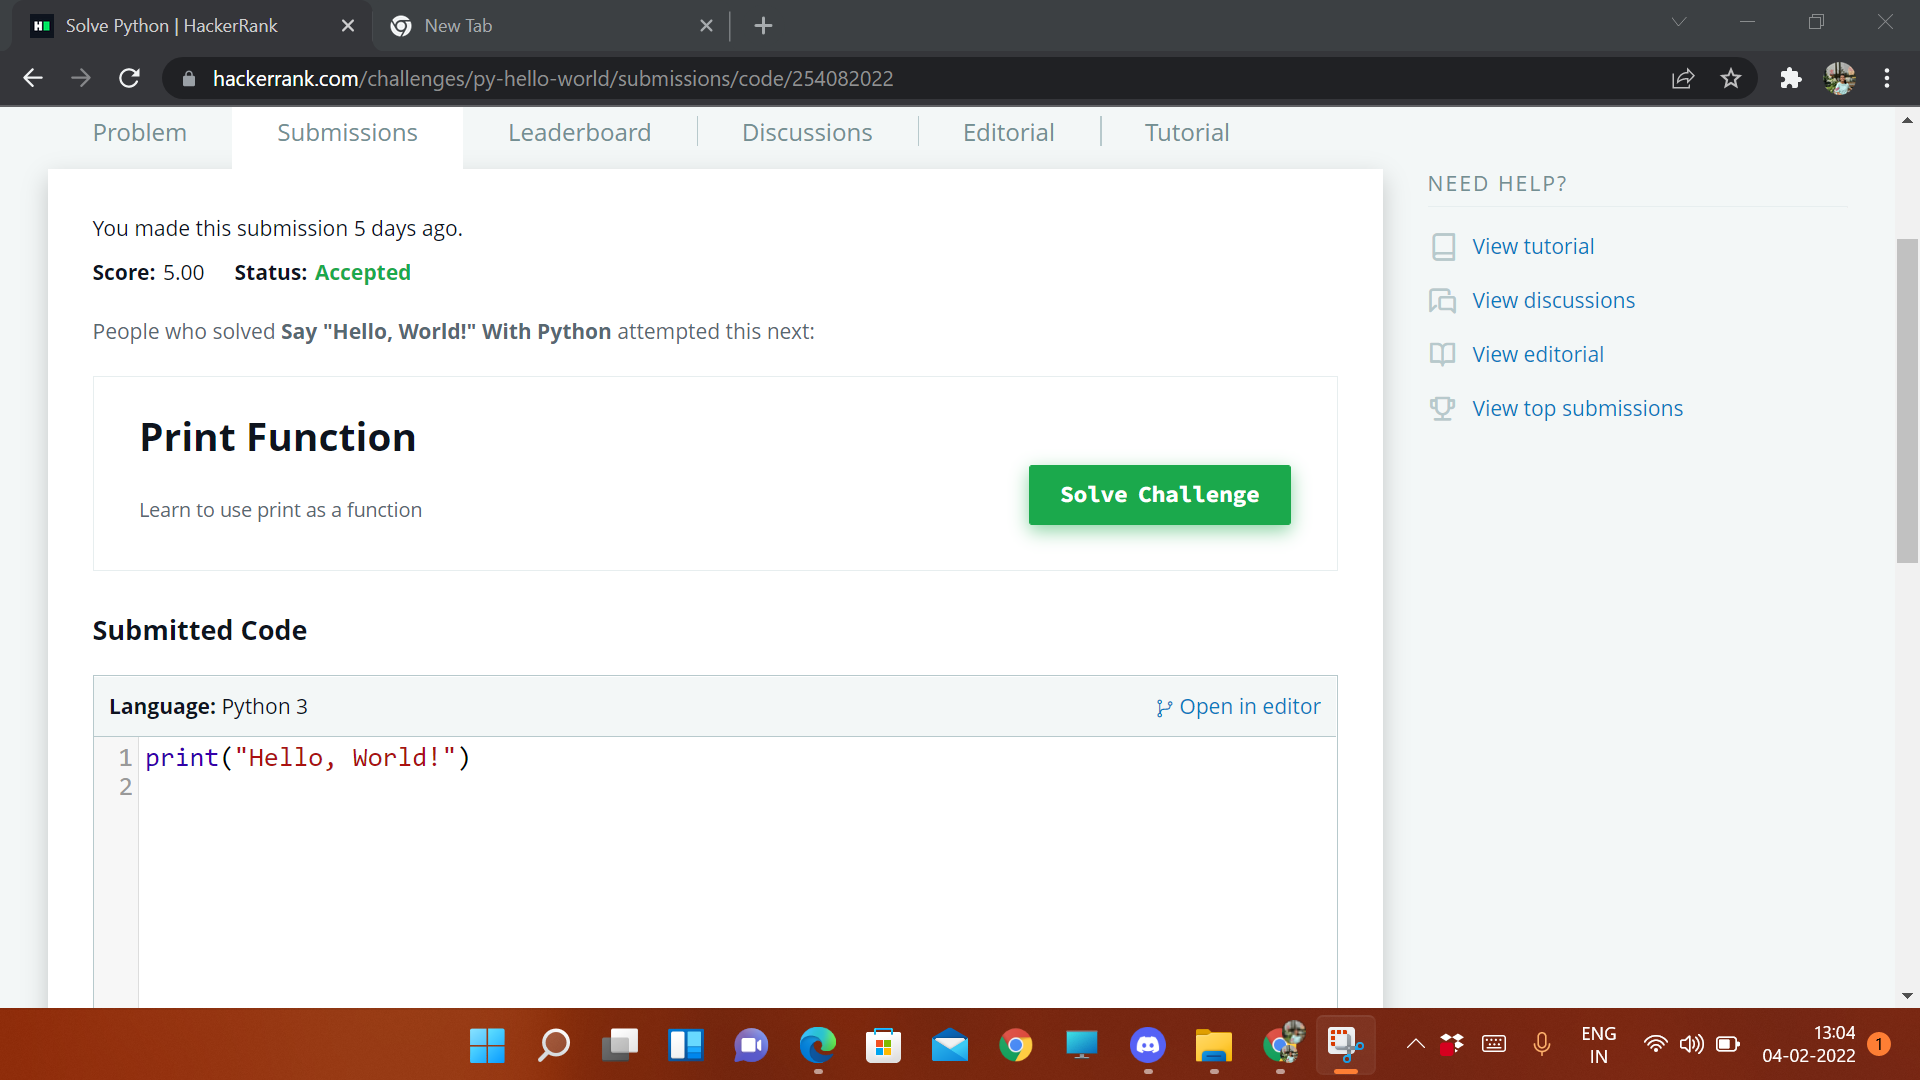 Solve Python | HackerRank
New Tab
hackerrank.com/challenges/py-hello-world/submissions/code/254082022
Problem
Submissions
Leaderboard
Discussions
Editorial
Tutorial
You made this submission 5 days ago.
Score: 5.00 Status: Accepted
People who solved Say "Hello, World!" With Python attempted this next:
Print Function
Learn to use print as a function
Solve Challenge
Submitted Code
Language: Python 3
Open in editor
1 print("Hello, World!")
2
NEED HELP?
View tutorial
View discussions
View editorial
View top submissions
ENG
IN
13:04
04-02-2022
1